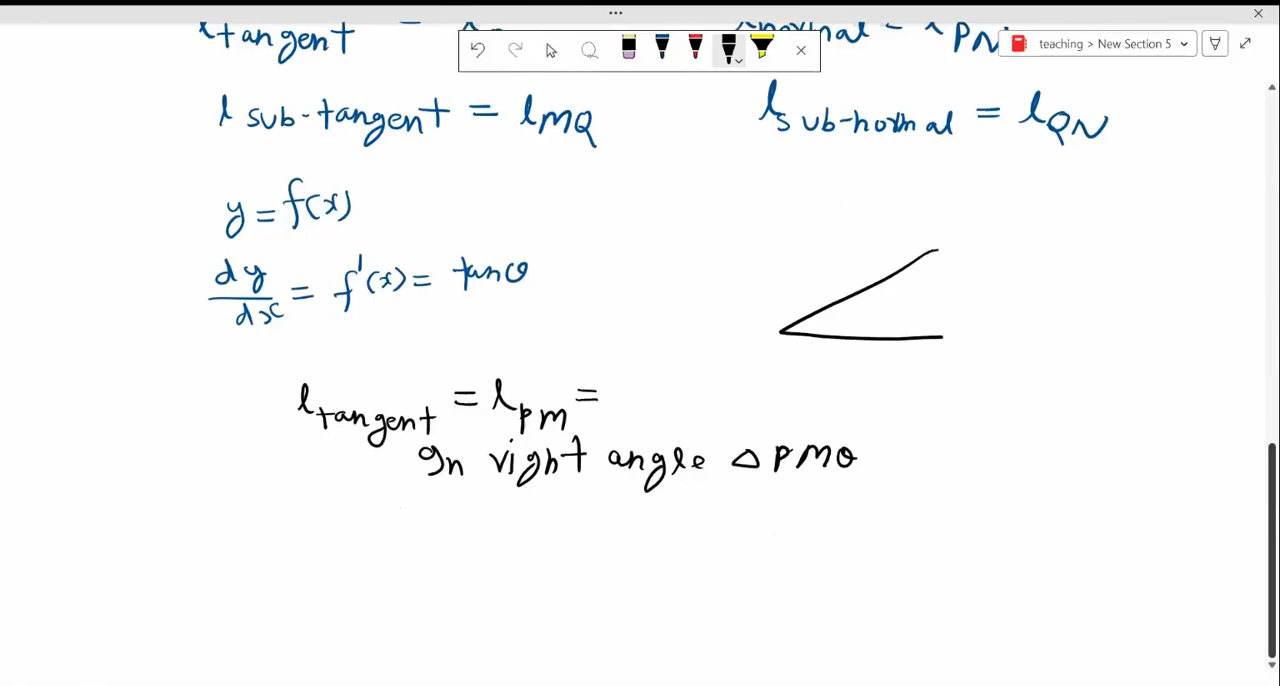 l tangent =
teaching > New Section 5
l sub-tangent = l MQ
l sub-normal = l QN
y = f(x)
dy/dx = f'(x) = tanθ
l tangent = l PM =
In right angle △ PMQ